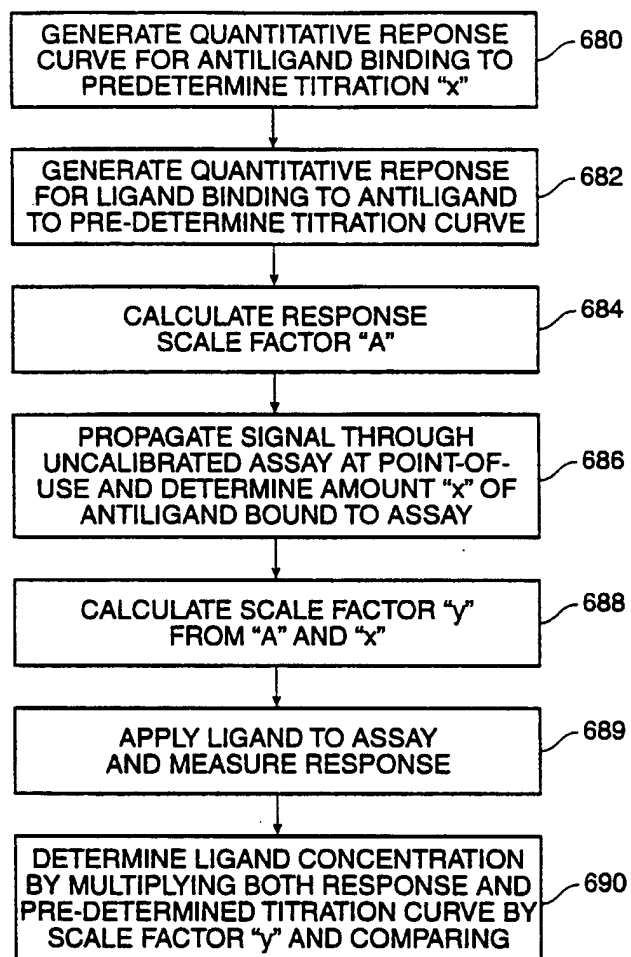 GENERATE QUANTITATIVE REPONSE
CURVE FOR ANTILIGAND BINDING TO
PREDETERMINE TITRATION “x”
680
GENERATE QUANTITATIVE REPONSE
FOR LIGAND BINDING TO ANTILIGAND
TO PRE-DETERMINE TITRATION CURVE
682
CALCULATE RESPONSE
SCALE FACTOR “A”
684
PROPAGATE SIGNAL THROUGH
UNCALIBRATED ASSAY AT POINT-OF-
USE AND DETERMINE AMOUNT “x” OF
ANTILIGAND BOUND TO ASSAY
686
CALCULATE SCALE FACTOR “y”
FROM “A” AND “x”
688
APPLY LIGAND TO ASSAY
AND MEASURE RESPONSE
689
DETERMINE LIGAND CONCENTRATION
BY MULTIPLYING BOTH RESPONSE AND
PRE-DETERMINED TITRATION CURVE BY
SCALE FACTOR “y” AND COMPARING
690